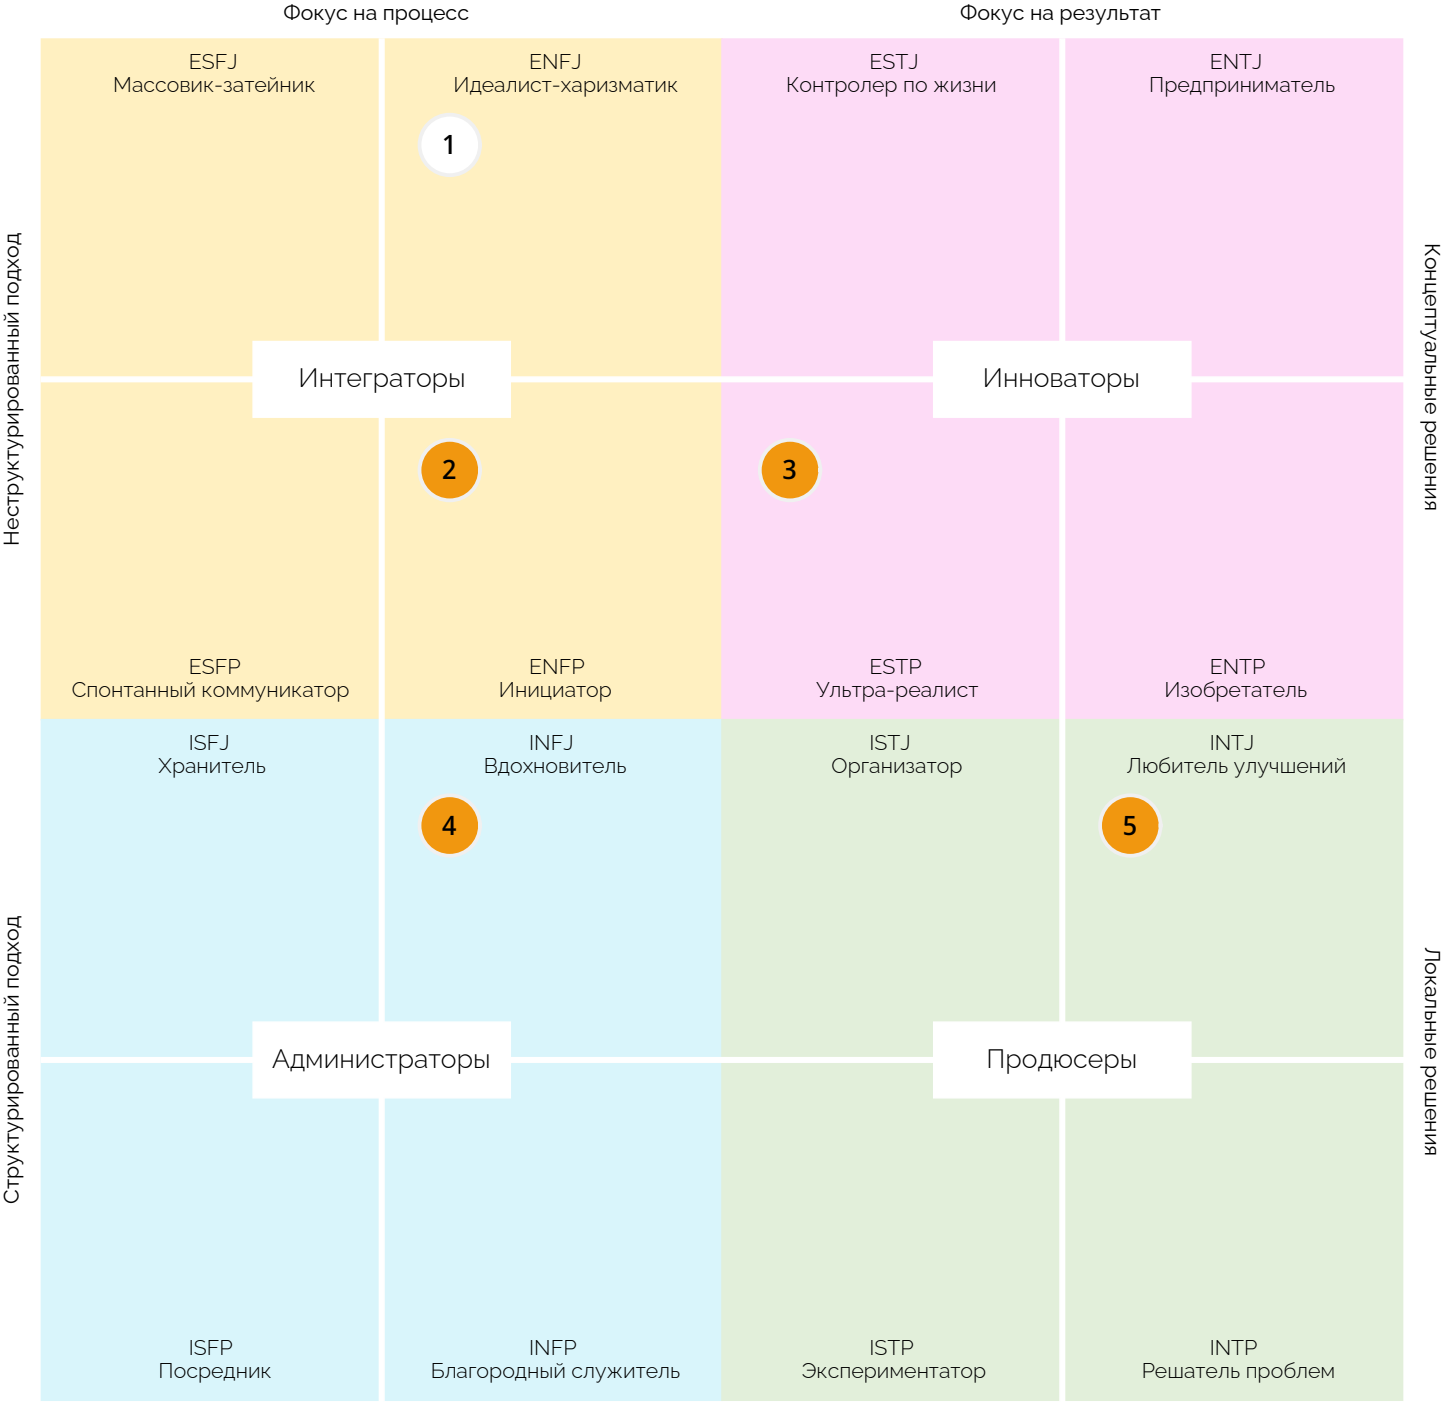 Фокус на процесс
Фокус на результат
ESFJ
Массовик-затейник
ENFJ
Идеалист-харизматик
ESTJ
Контролер по жизни
ENTJ
Предприниматель
1
Неструктурированный подход
Концептуальные решения
Интеграторы
Инноваторы
2
3
ESFP
Спонтанный коммуникатор
ENFP
Инициатор
ESTP
Ультра-реалист
ENTP
Изобретатель
ISFJ
Хранитель
INFJ
Вдохновитель
ISTJ
Организатор
INTJ
Любитель улучшений
4
5
Структурированный подход
Локальные решения
Администраторы
Продюсеры
ISFP
Посредник
INFP
Благородный служитель
ISTP
Экспериментатор
INTP
Решатель проблем